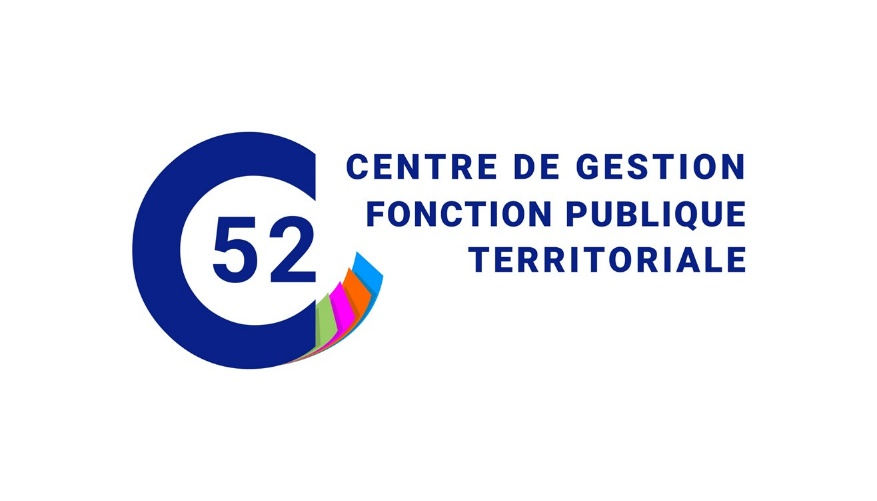 52
CENTRE DE GESTION
FONCTION PUBLIQUE
TERRITORIALE